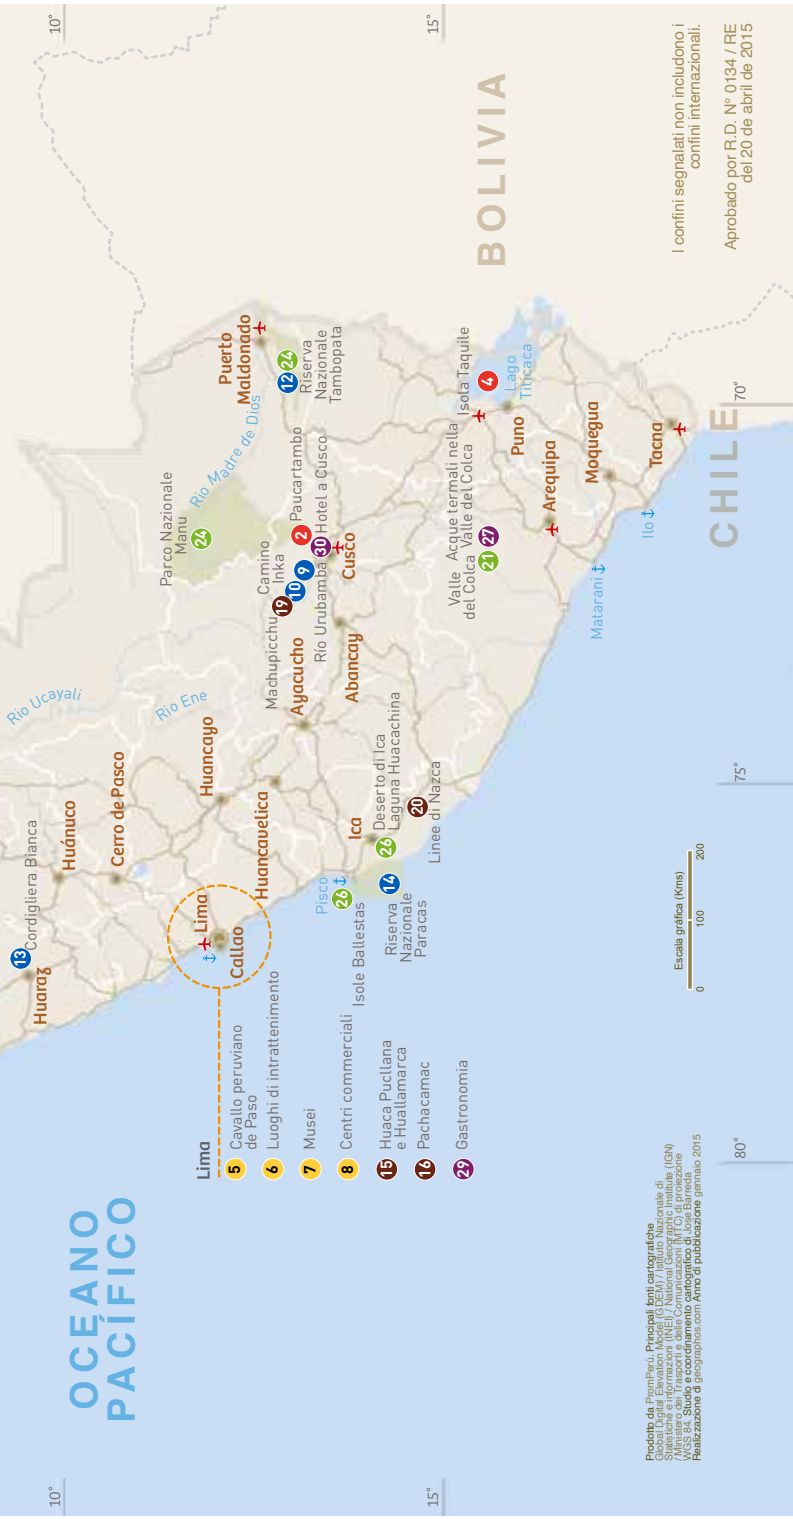 10°
15°
OCÉANO
PACÍFICO
BOLIVIA
CHILE
13
Cordigliera Bianca
Huaraz
Huánuco
Cerro de Pasco
Rio Ucayali
Rio Ene
Huancayo
Lima
Callao
Huancavelica
Parco Nazionale
Manu
24
Rio Madre de Dios
Puerto
Maldonado
12
24
Riserva
Nazionale
Tambopata
Camino
Inka
Machupicchu
19
10
9
2
Paucartambo
30
Hotel a Cusco
Río Urubamba
Cusco
Ayacucho
Abancay
Pisco
26
Isole Ballestas
14
Riserva
Nazionale
Paracas
Ica
26
Deserto di Ica
Laguna Huacachina
20
Linee di Nazca
Valle
del Colca
21
Acque termali nella
Valle del Colca
27
Isola Taquile
4
Lago
Titicaca
Puno
Arequipa
Moquegua
Tacna
Matarani
Ilo
Lima
5
Cavallo peruviano
de Paso
6
Luoghi di intrattenimento
7
Musei
8
Centri commerciali
15
Huaca Pucllana
e Huallamarca
16
Pachacamac
29
Gastronomia
80°
75°
70°
10°
15°
Escala gráfica (Kms)
0
100
200
I confini segnalati non includono i
confini internazionali.
Aprobado por R.D. N° 0134 / RE
del 20 de abril de 2015
Prodotto da PromPerú. Principali fonti cartografiche
Global Digital Elevation Model (GDEM) / Istituto Nazionale di
Statistiche e informazioni (INEI) / National Geographic Institute (IGN)
/ Ministero dei Trasporti e delle Comunicazioni (MTC) di proiezione
WGS 84. Studio e coordinamento cartografico di Jose Barreda
Realizzazione di geographos.com Anno di pubblicazione gennaio 2015